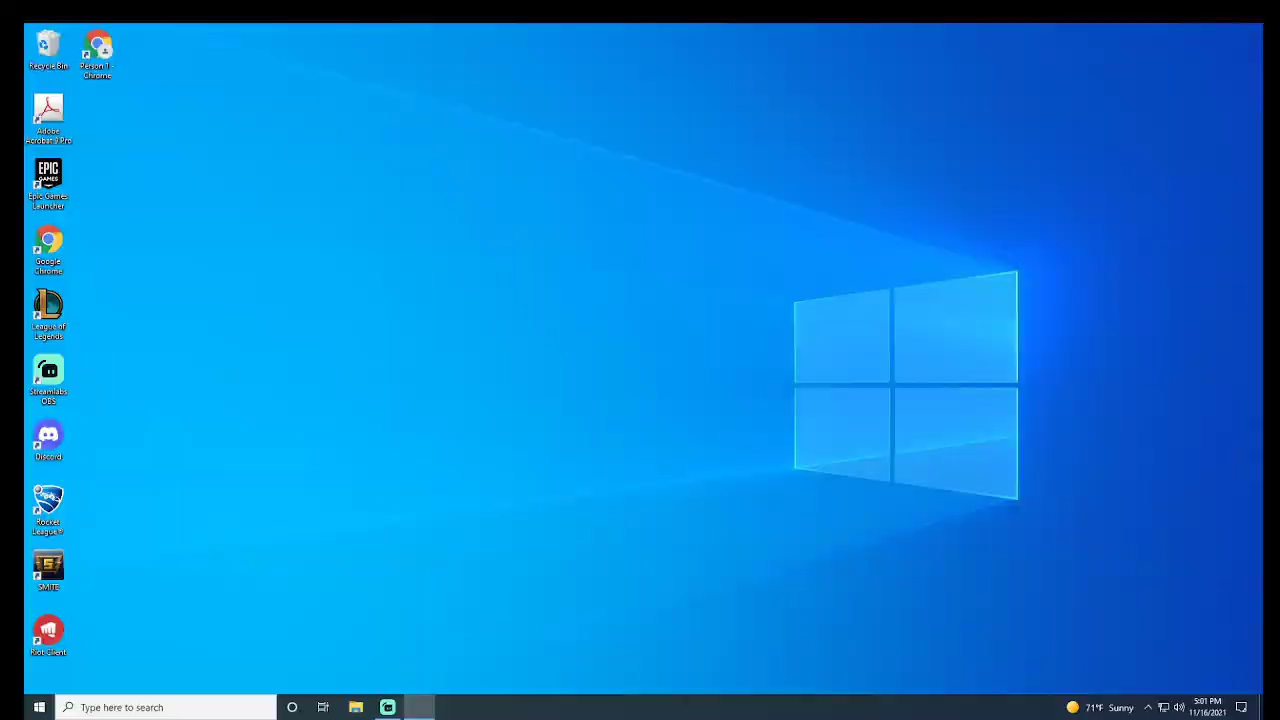 Recycle Bin
Person 1 -
Chrome
Adobe
Acrobat 9 Pro
EPIC
GAMES
Epic Games
Launcher
Google
Chrome
League of
Legends
Streamlabs
OBS
Discord
Rocket
League®
SMITE
Riot Client
Type here to search
71°F Sunny
5:01 PM
11/16/2021